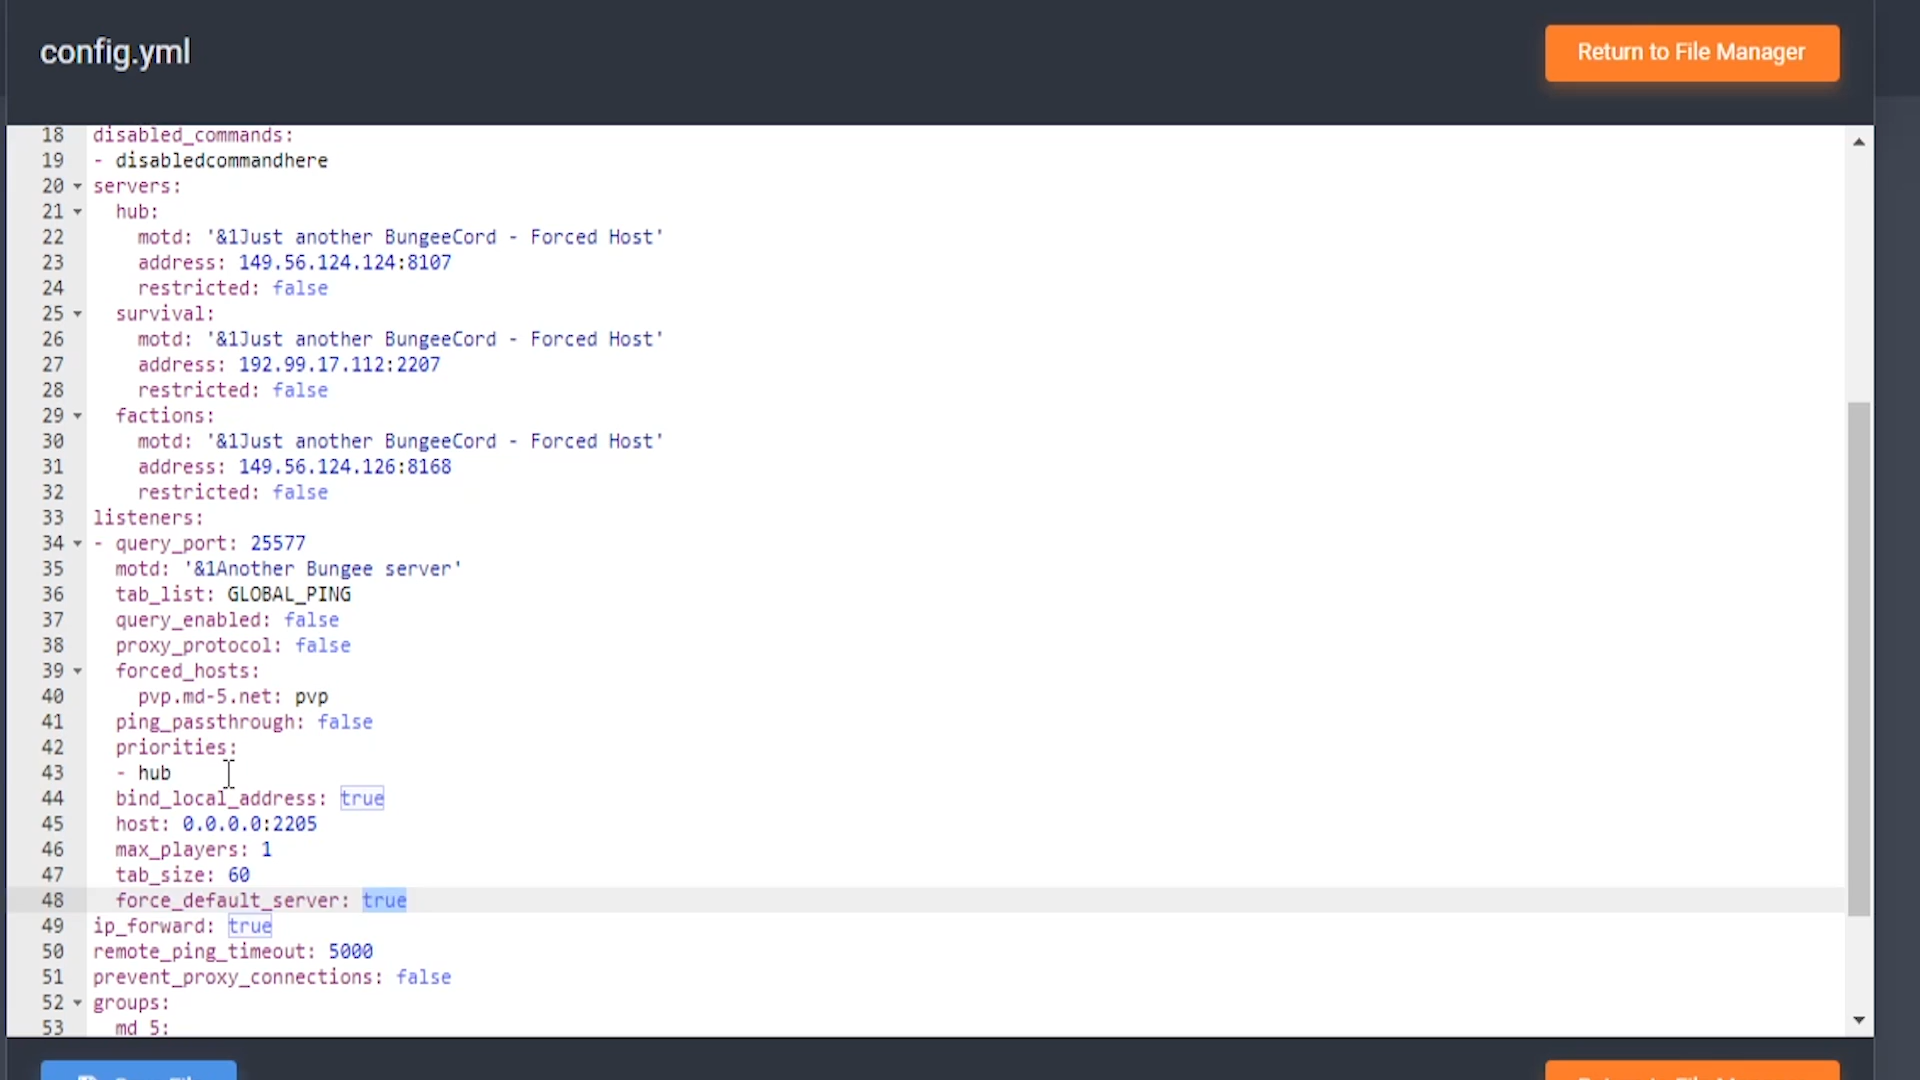 config.yml
Return to File Manager
18 disabled_commands:
19 - disabledcommandhere
20 servers:
21 hub:
22 motd: '&1Just another BungeeCord - Forced Host'
23 address: 149.56.124.124:8107
24 restricted: false
25 survival:
26 motd: '&1Just another BungeeCord - Forced Host'
27 address: 192.99.17.112:2207
28 restricted: false
29 factions:
30 motd: '&1Just another BungeeCord - Forced Host'
31 address: 149.56.124.126:8168
32 restricted: false
33 listeners:
34 - query_port: 25577
35 motd: '&1Another Bungee server'
36 tab_list: GLOBAL_PING
37 query_enabled: false
38 proxy_protocol: false
39 forced_hosts:
40 pvp.md-5.net: pvp
41 ping_passthrough: false
42 priorities:
43 - hub
44 bind_local_address: true
45 host: 0.0.0.0:2205
46 max_players: 1
47 tab_size: 60
48 force_default_server: true
49 ip_forward: true
50 remote_ping_timeout: 5000
51 prevent_proxy_connections: false
52 groups:
53 md_5: